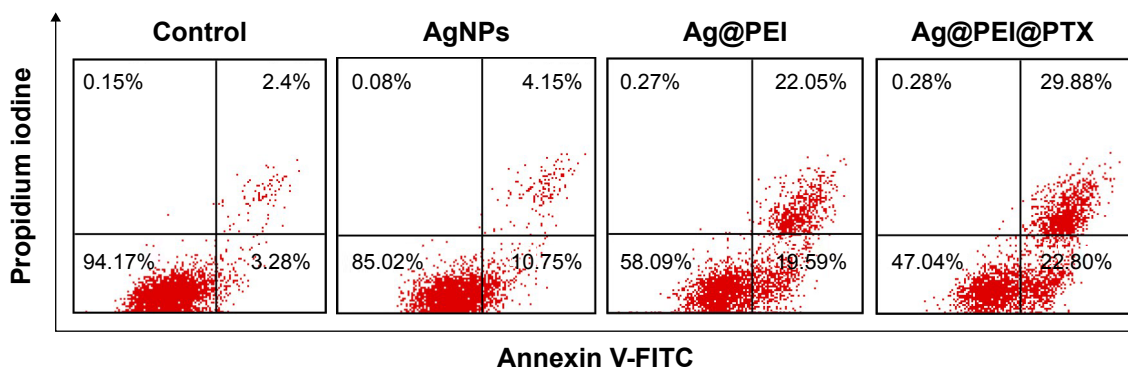 Control
AgNPs
Ag@PEI
Ag@PEI@PTX
Propidium iodine
0.15%
2.4%
94.17%
3.28%
0.08%
4.15%
85.02%
10.75%
0.27%
22.05%
58.09%
19.59%
0.28%
29.88%
47.04%
22.80%
Annexin V-FITC